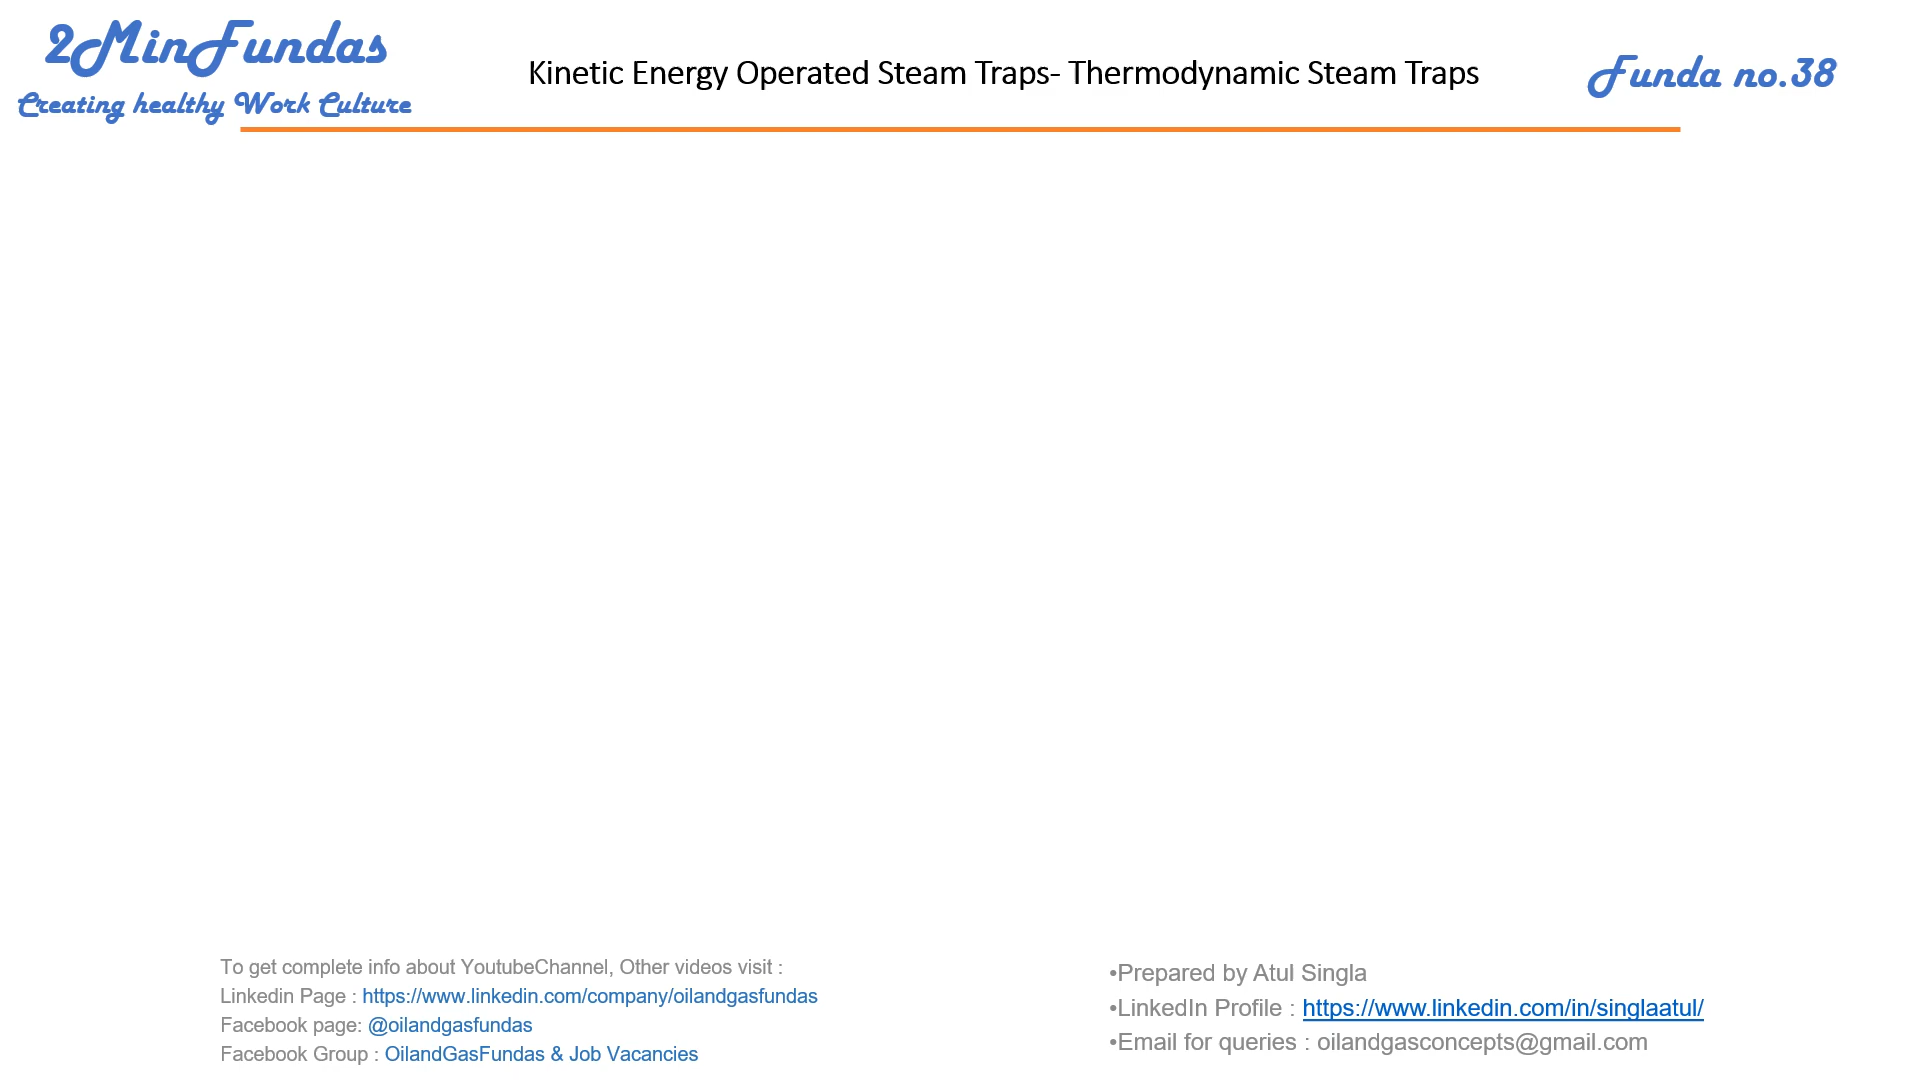 2MinFundas
Creating healthy Work Culture
Kinetic Energy Operated Steam Traps- Thermodynamic Steam Traps
Funda no.38
To get complete info about YoutubeChannel, Other videos visit :
Linkedin Page : https://www.linkedin.com/company/oilandgasfundas
Facebook page: @oilandgasfundas
Facebook Group : OilandGasFundas & Job Vacancies
•Prepared by Atul Singla
•LinkedIn Profile : https://www.linkedin.com/in/singlaatul/
•Email for queries : oilandgasconcepts@gmail.com